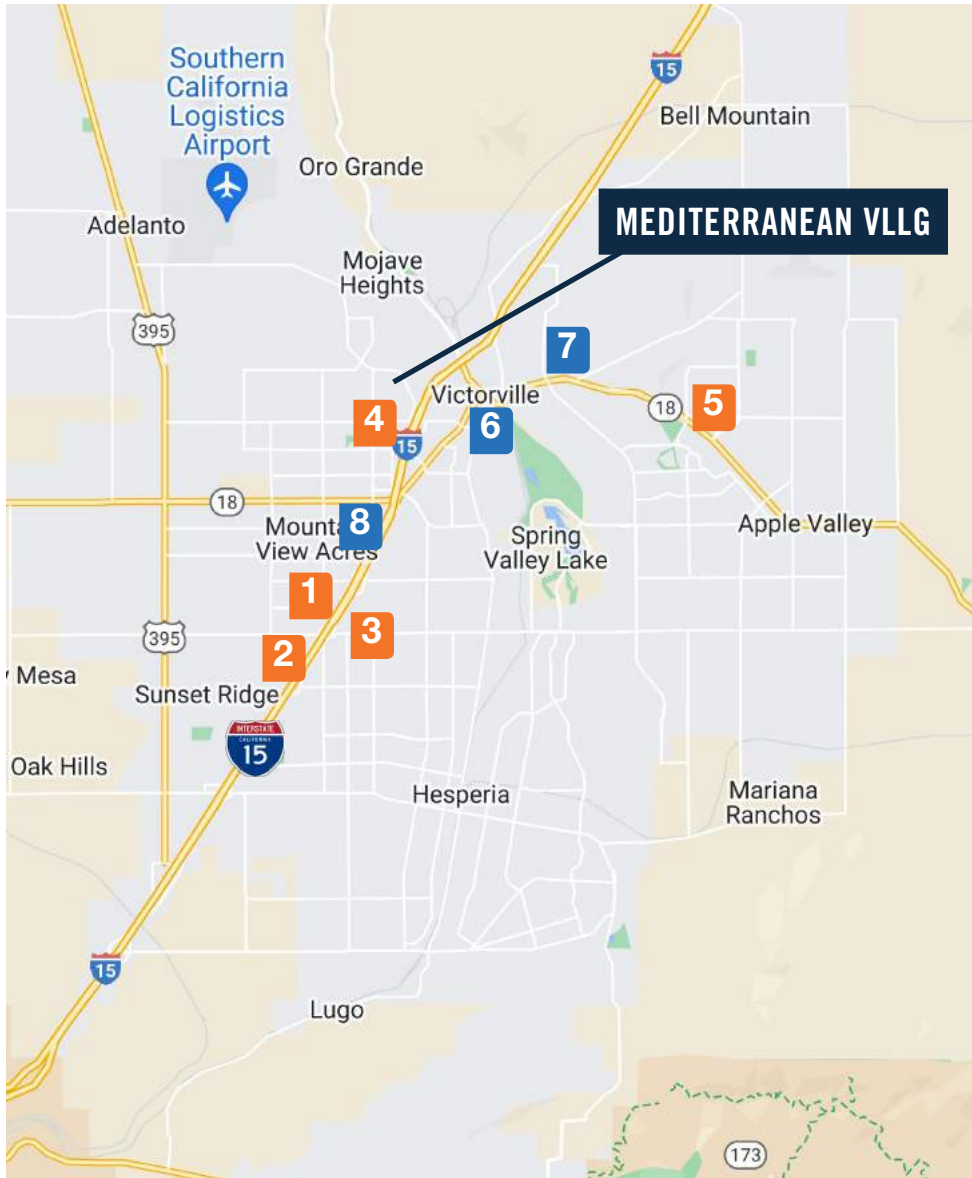 Southern
California
Logistics
Airport
15
Bell Mountain
Oro Grande
Adelanto
MEDITERRANEAN VLLG
Mojave
Heights
395
7
Victorville
4
18
5
6
15
18
8
Mounta
View Acres
Spring
Valley Lake
Apple Valley
1
3
395
2
Mesa
Sunset Ridge
INTERSTATE
CALIFORNIA
15
Oak Hills
Hesperia
Mariana
Ranchos
15
Lugo
173